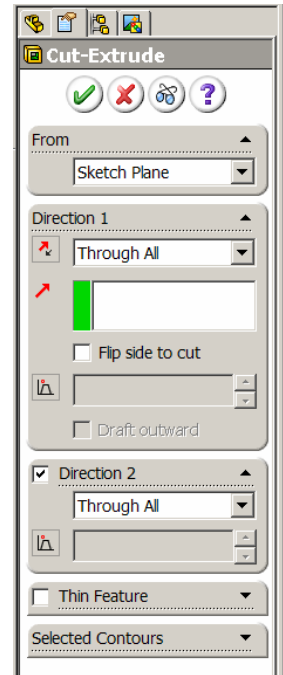 Cut-Extrude
?
From
Sketch Plane
Direction 1
Through All
Flip side to cut
Draft outward
Direction 2
Through All
Thin Feature
Selected Contours